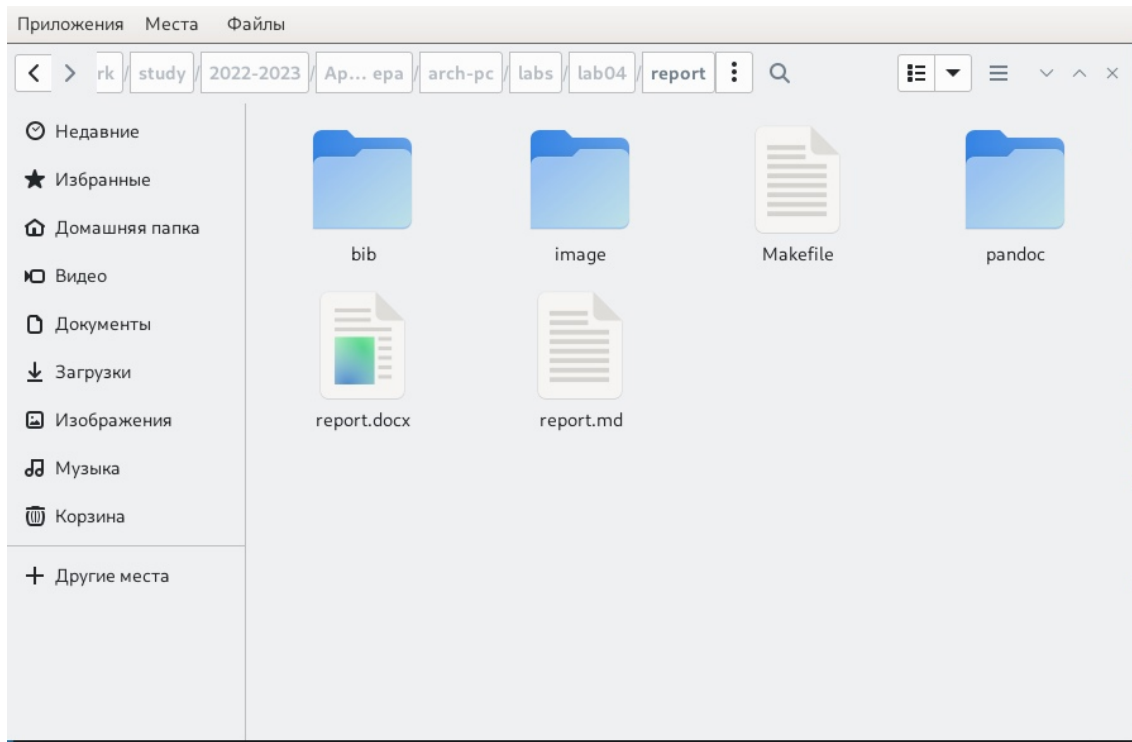 Приложения Места Файлы
rk / study / 2022-2023 / Ар... ера / arch-pc / labs / lab04 / report
Недавние
Избранные
Домашняя папка
Видео
Документы
Загрузки
Изображения
Музыка
Корзина
Другие места
bib image Makefile pandoc
report.docx report.md